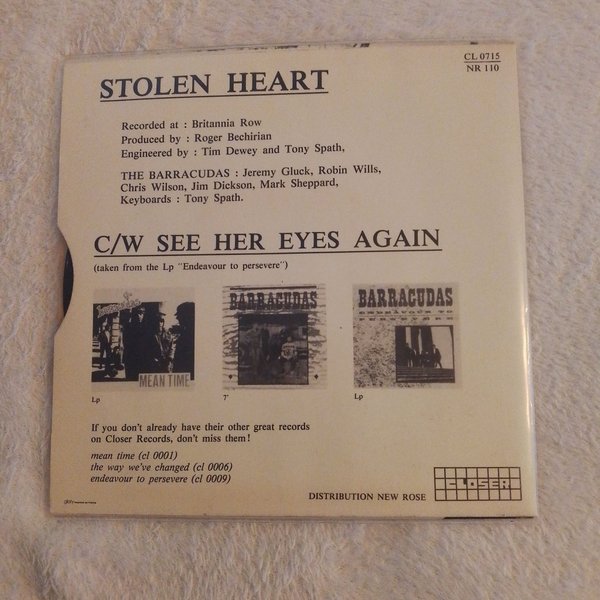 CL 0715
NR 110
STOLEN HEART
Recorded at : Britannia Row
Produced by : Roger Bechirian
Engineered by : Tim Dewey and Tony Spath,
THE BARRACUDAS : Jeremy Gluck, Robin Wills,
Chris Wilson, Jim Dickson, Mark Sheppard,
Keyboards : Tony Spath.
C/W SEE HER EYES AGAIN
(taken from the Lp "Endeavour to persevere")
MEAN TIME
BARRACUDAS
BARRACUDAS
ENDEAVOUR TO
PERSEVERE
Lp
7'
Lp
If you don't already have their other great records
on Closer Records, don't miss them !
mean time (cl 0001)
the way we've changed (cl 0006)
endeavour to persevere (cl 0009)
DISTRIBUTION NEW ROSE
CLOSER